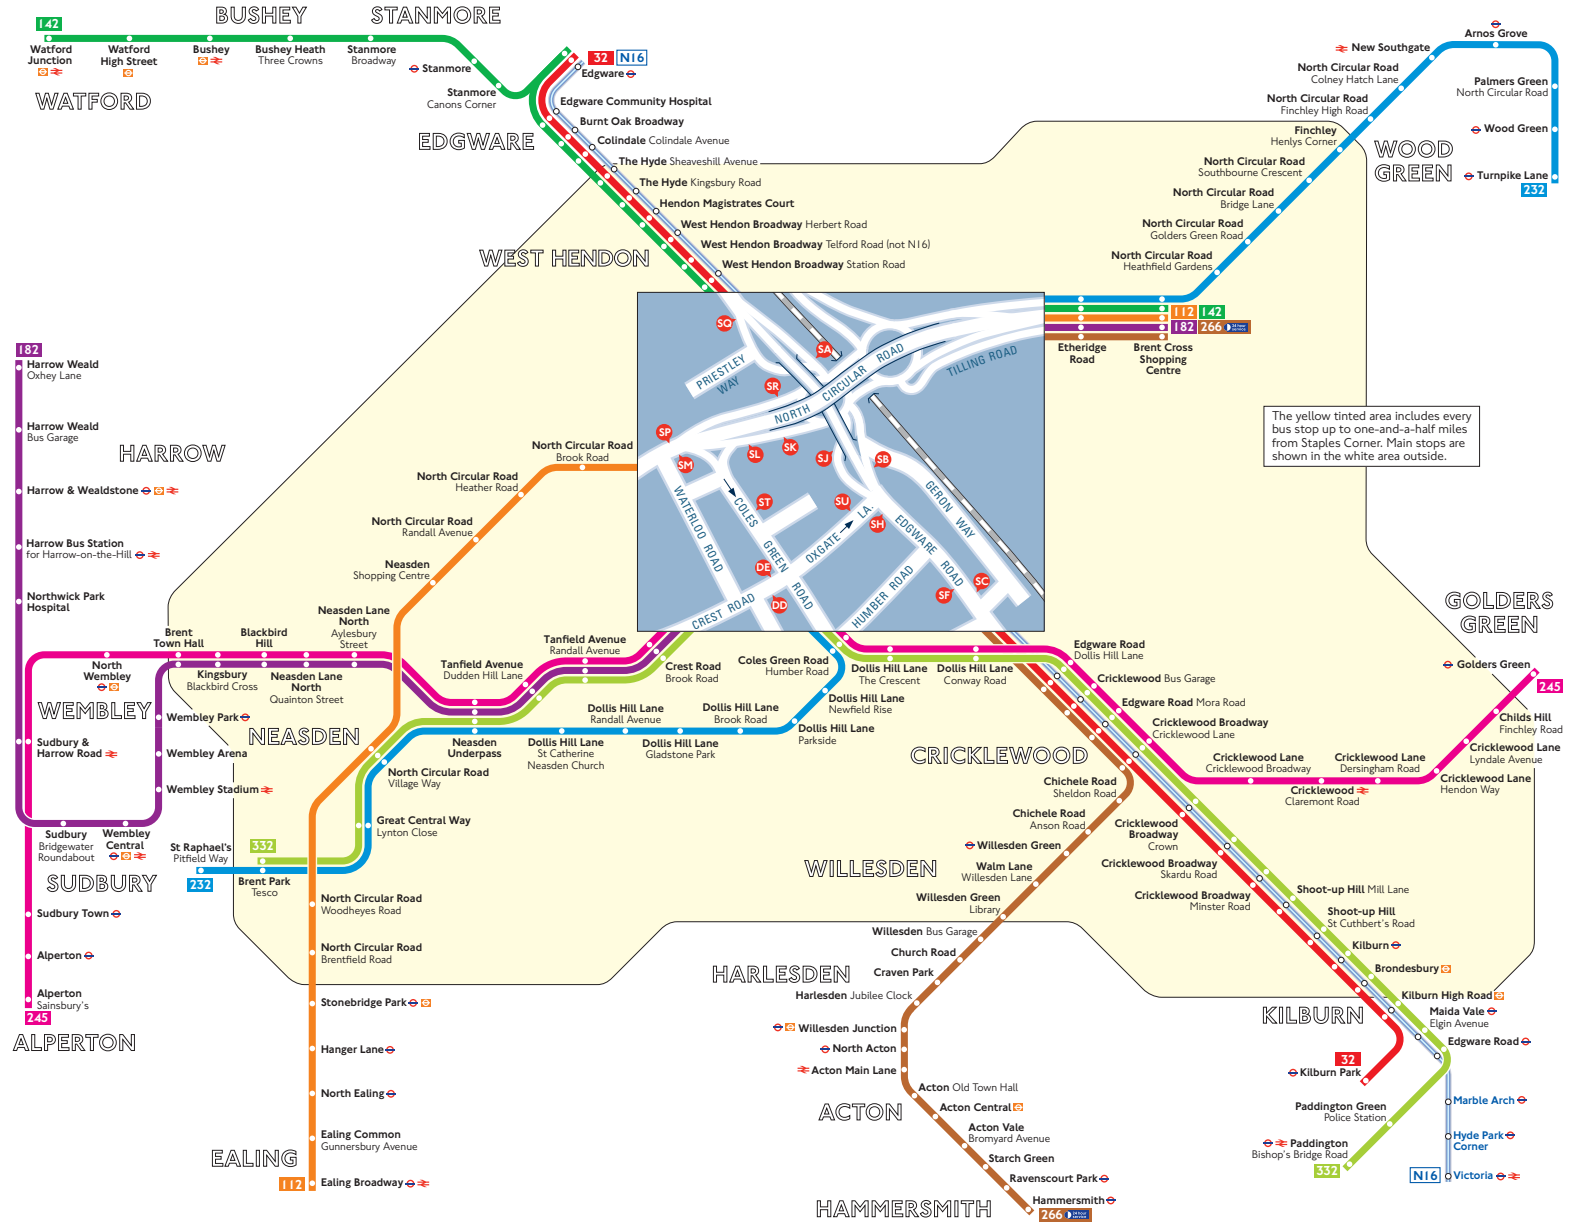 BUSHEY
STANMORE
142
Watford
Junction
Watford
High Street
Bushey
Bushey Heath
Three Crowns
Stanmore
Broadway
WATFORD
Stanmore
Stanmore
Canons Corner
32
N16
Edgware
EDGWARE
Edgware Community Hospital
Burnt Oak Broadway
Colindale Colindale Avenue
The Hyde Sheaveshill Avenue
The Hyde Kingsbury Road
Hendon Magistrates Court
West Hendon Broadway Herbert Road
West Hendon Broadway Telford Road (not N16)
West Hendon Broadway Station Road
WEST HENDON
Arnos Grove
New Southgate
North Circular Road
Colney Hatch Lane
North Circular Road
Finchley High Road
Finchley
Henlys Corner
North Circular Road
Southbourne Crescent
North Circular Road
Bridge Lane
North Circular Road
Golders Green Road
North Circular Road
Heathfield Gardens
Palmers Green
North Circular Road
Wood Green
Turnpike Lane
232
WOOD
GREEN
112
142
182
266
24 hour
service
Etheridge
Road
Brent Cross
Shopping
Centre
The yellow tinted area includes every
bus stop up to one-and-a-half miles
from Staples Corner. Main stops are
shown in the white area outside.
SQ
SA
PRIESTLEY
WAY
SR
NORTH CIRCULAR ROAD
TILLING ROAD
SP
SM
SL
SK
SJ
SB
WATERLOO ROAD
COLES GREEN ROAD
ST
SU
SH
OXGATE LA.
EDGWARE ROAD
GERON WAY
DE
DD
CREST ROAD
HUMBER ROAD
SF
SC
182
Harrow Weald
Oxhey Lane
Harrow Weald
Bus Garage
HARROW
Harrow & Wealdstone
Harrow Bus Station
for Harrow-on-the-Hill
Northwick Park
Hospital
North Circular Road
Brook Road
North Circular Road
Heather Road
North Circular Road
Randall Avenue
Neasden
Shopping Centre
Neasden Lane
North
Aylesbury
Street
Brent
Town Hall
Blackbird
Hill
North
Wembley
Kingsbury
Blackbird Cross
Neasden Lane
North
Quainton Street
WEMBLEY
Wembley Park
Sudbury &
Harrow Road
Wembley Arena
Wembley Stadium
Sudbury
Bridgewater
Roundabout
Wembley
Central
SUDBURY
Sudbury Town
Alperton
Alperton
Sainsbury's
245
ALPERTON
NEASDEN
Tanfield Avenue
Dudden Hill Lane
Tanfield Avenue
Randall Avenue
Crest Road
Brook Road
Coles Green Road
Humber Road
Dollis Hill Lane
Newfield Rise
Dollis Hill Lane
Parkside
Dollis Hill Lane
Brook Road
Dollis Hill Lane
Randall Avenue
Dollis Hill Lane
Gladstone Park
Dollis Hill Lane
St Catherine
Neasden Church
Neasden
Underpass
North Circular Road
Village Way
Great Central Way
Lynton Close
332
St Raphael's
Pitfield Way
232
Brent Park
Tesco
North Circular Road
Woodheyes Road
North Circular Road
Brentfield Road
Stonebridge Park
Hanger Lane
North Ealing
Ealing Common
Gunnersbury Avenue
EALING
112
Ealing Broadway
Dollis Hill Lane
The Crescent
Dollis Hill Lane
Conway Road
Edgware Road
Dollis Hill Lane
Cricklewood Bus Garage
Edgware Road Mora Road
Cricklewood Broadway
Cricklewood Lane
CRICKLEWOOD
Cricklewood Lane
Cricklewood Broadway
Cricklewood
Claremont Road
Cricklewood Lane
Dersingham Road
Cricklewood Lane
Hendon Way
Cricklewood Lane
Lyndale Avenue
Childs Hill
Finchley Road
GOLDERS
GREEN
Golders Green
245
Chichele Road
Sheldon Road
Chichele Road
Anson Road
Willesden Green
Walm Lane
Willesden Lane
WILLESDEN
Willesden Green
Library
Willesden Bus Garage
Church Road
Craven Park
HARLESDEN
Harlesden Jubilee Clock
Willesden Junction
North Acton
Acton Main Lane
Acton Old Town Hall
Acton Central
ACTON
Acton Vale
Bromyard Avenue
Starch Green
Ravenscourt Park
Hammersmith
266
24 hour
service
HAMMERSMITH
Cricklewood
Broadway
Crown
Cricklewood Broadway
Skardu Road
Cricklewood Broadway
Minster Road
Shoot-up Hill Mill Lane
Shoot-up Hill
St Cuthbert's Road
Kilburn
Brondesbury
Kilburn High Road
KILBURN
Maida Vale
Elgin Avenue
Edgware Road
32
Kilburn Park
Paddington Green
Police Station
Paddington
Bishop's Bridge Road
332
Marble Arch
Hyde Park
Corner
N16
Victoria